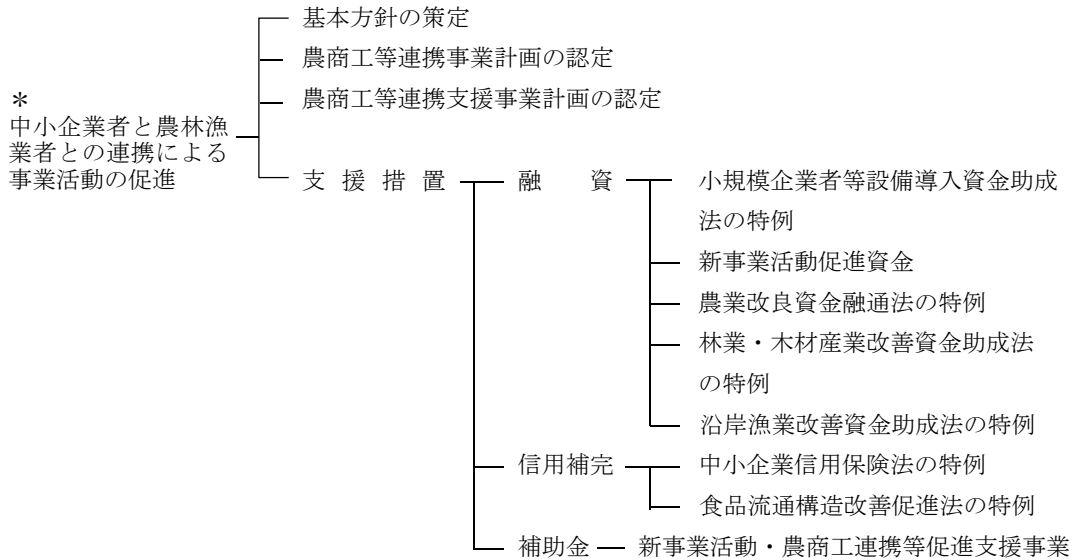 基本方針の策定
農商工等連携事業計画の認定
農商工等連携支援事業計画の認定
*
中小企業者と農林漁
業者との連携による
事業活動の促進
支援措置
融資
小規模企業者等設備導入資金助成
法の特例
新事業活動促進資金
農業改良資金融通法の特例
林業・木材産業改善資金助成法
の特例
沿岸漁業改善資金助成法の特例
信用補完
中小企業信用保険法の特例
食品流通構造改善促進法の特例
補助金
新事業活動・農商工連携等促進支援事業